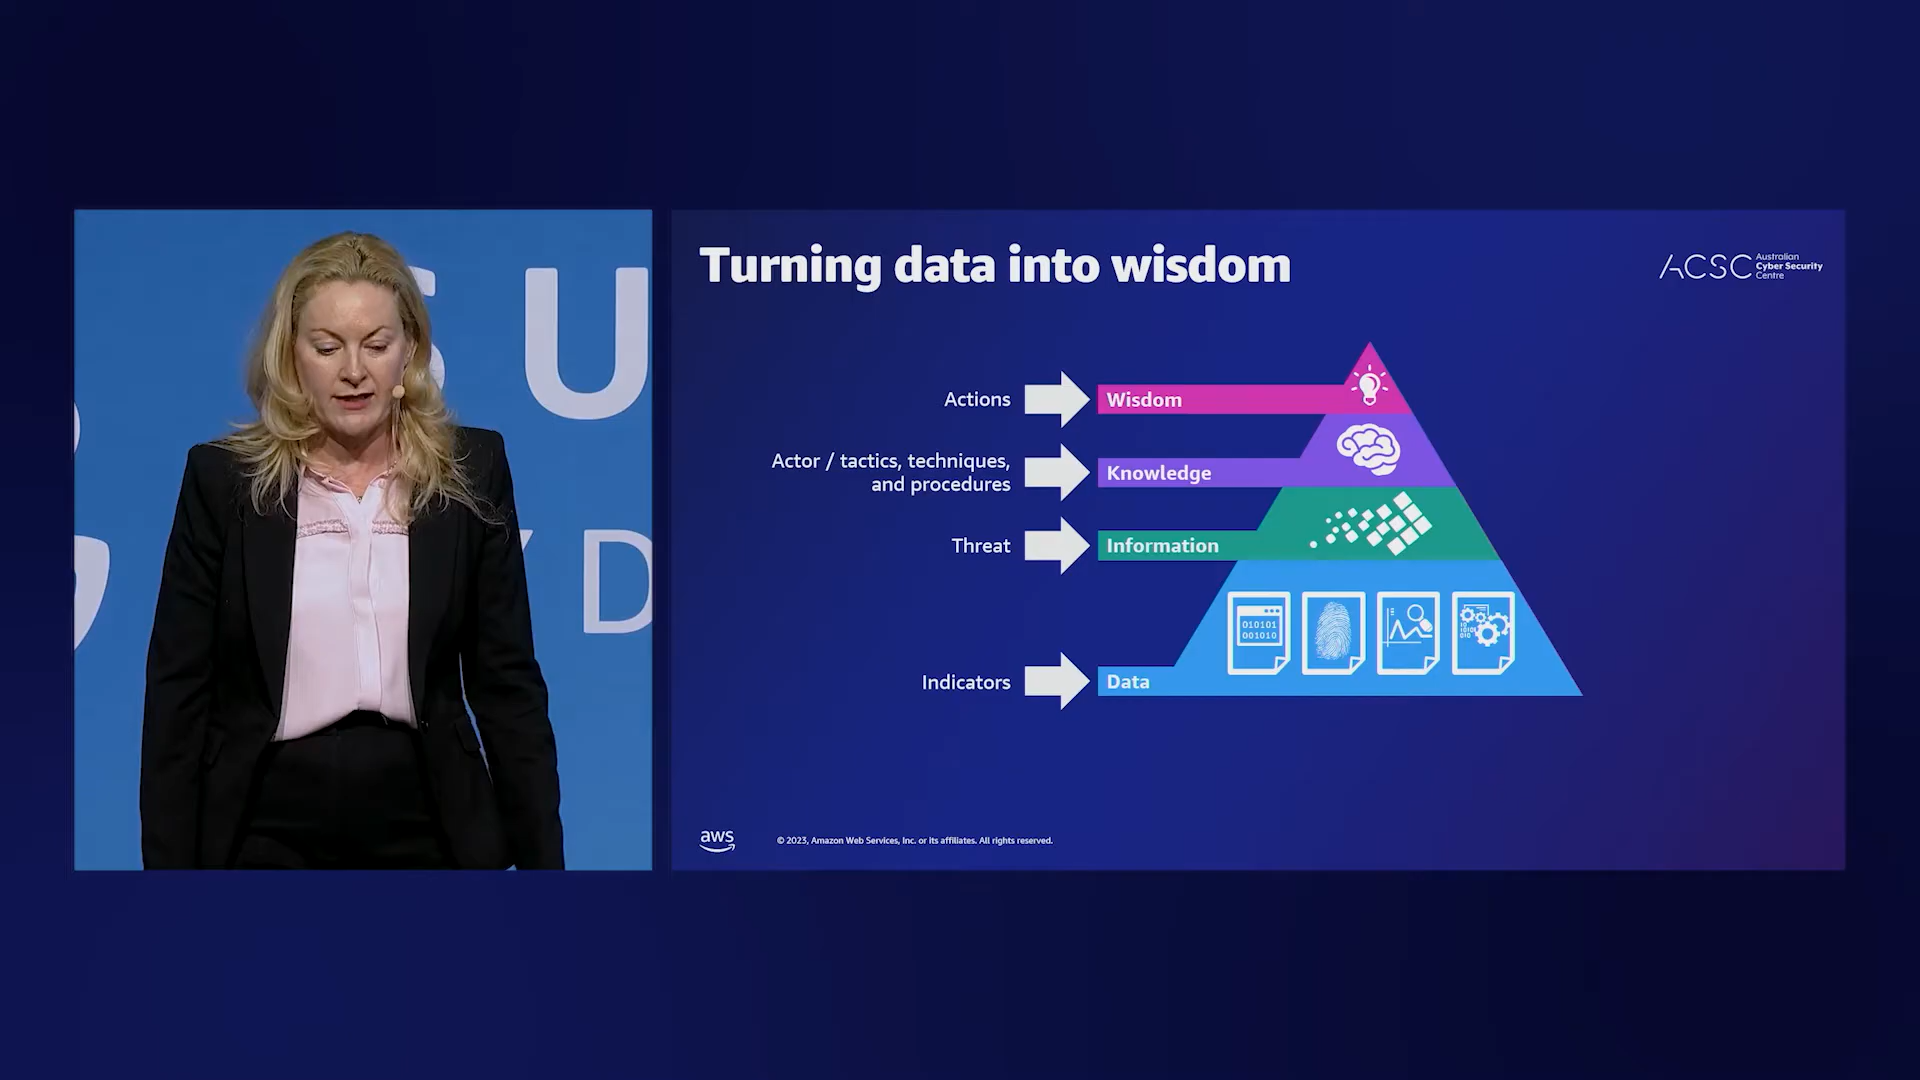 S U
Y D
Turning data into wisdom
ACSC Australian
Cyber Security
Centre
Actions
Wisdom
Actor / tactics, techniques,
and procedures
Knowledge
Threat
Information
010101
001010
Indicators
Data
aws
© 2023, Amazon Web Services, Inc. or its affiliates. All rights reserved.